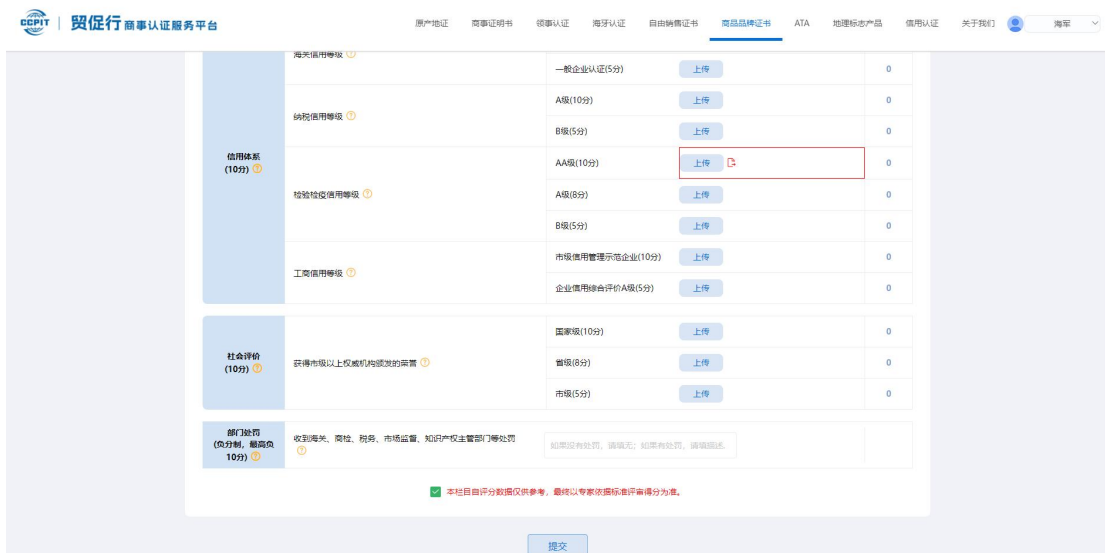 CCPIT 贸促行 商事认证服务平台
原产地证 商事证明书 领事认证 海牙认证 自由销售证书 商品品牌证书 ATA 地理标志产品 信用认证 关于我们 海军
海关信用等级
一般企业认证(5分) 上传 0
A级(10分) 上传 0
纳税信用等级
B级(5分) 上传 0
信用体系
(10分)
AA级(10分) 上传 0
检验检疫信用等级
A级(8分) 上传 0
B级(5分) 上传 0
市级信用管理示范企业(10分) 上传 0
工商信用等级
企业信用综合评价A级(5分) 上传 0
国家级(10分) 上传 0
社会评价
(10分)
获得市级以上权威机构颁发的荣誉
省级(8分) 上传 0
市级(5分) 上传 0
部门处罚
(负分制，最高负
10分)
收到海关、商检、税务、市场监督、知识产权主管部门等处罚
如果没有处罚，请填无；如果有处罚，请填描述.
本栏目自评分数据仅供参考，最终以专家依据标准评审得分为准。
提交